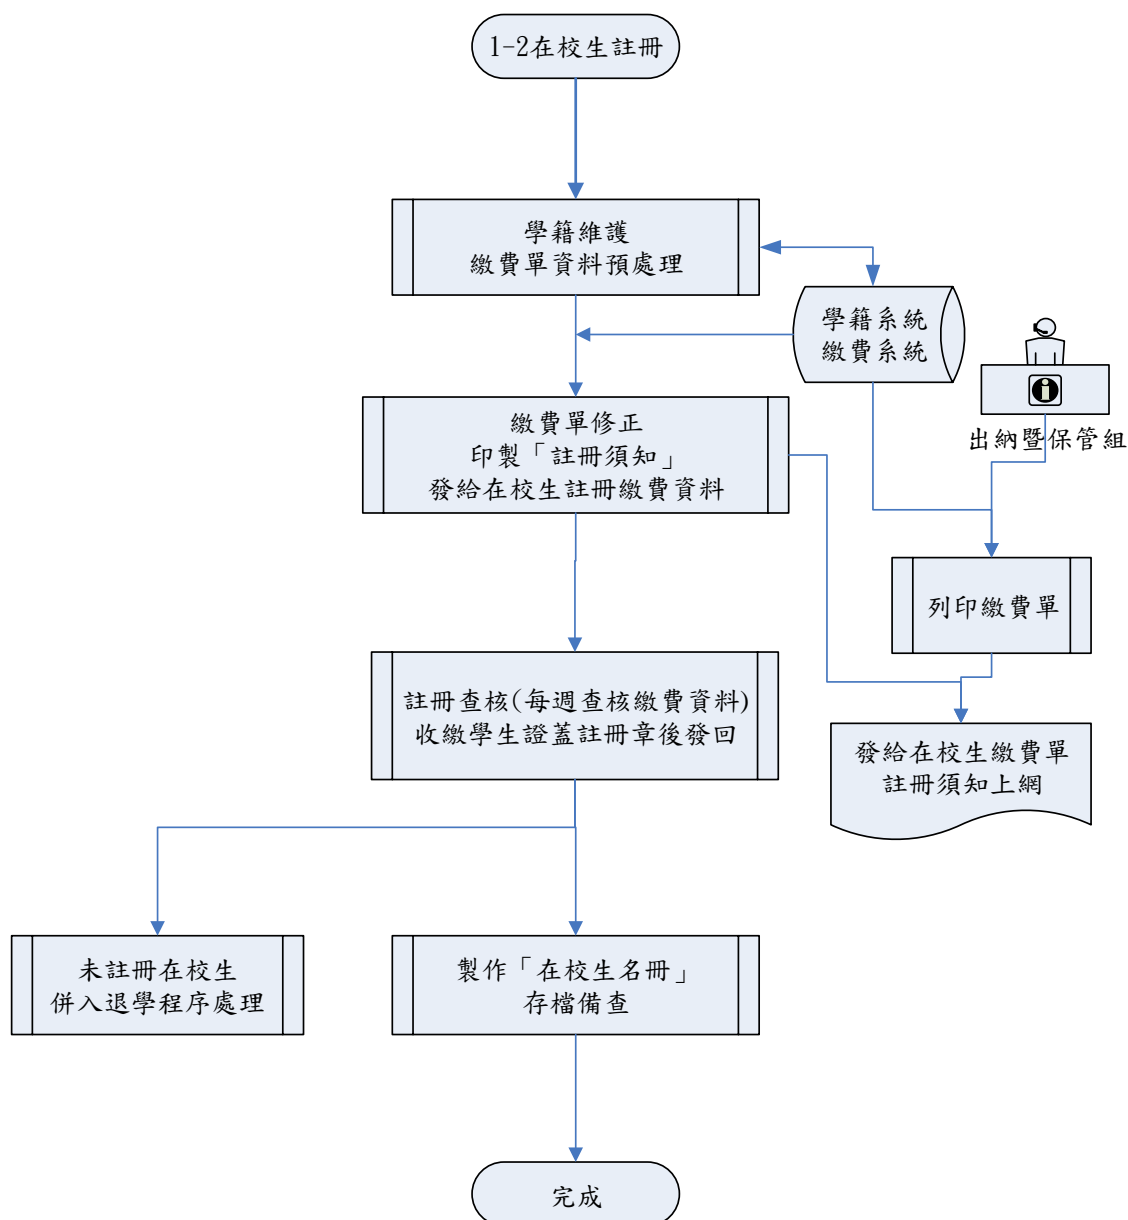 1-2在校生註冊
學籍維護
繳費單資料預處理
學籍系統
繳費系統
出納暨保管組
繳費單修正
印製「註冊須知」
發給在校生註冊繳費資料
列印繳費單
註冊查核(每週查核繳費資料)
收繳學生證蓋註冊章後發回
發給在校生繳費單
註冊須知上網
未註冊在校生
併入退學程序處理
製作「在校生名冊」
存檔備查
完成